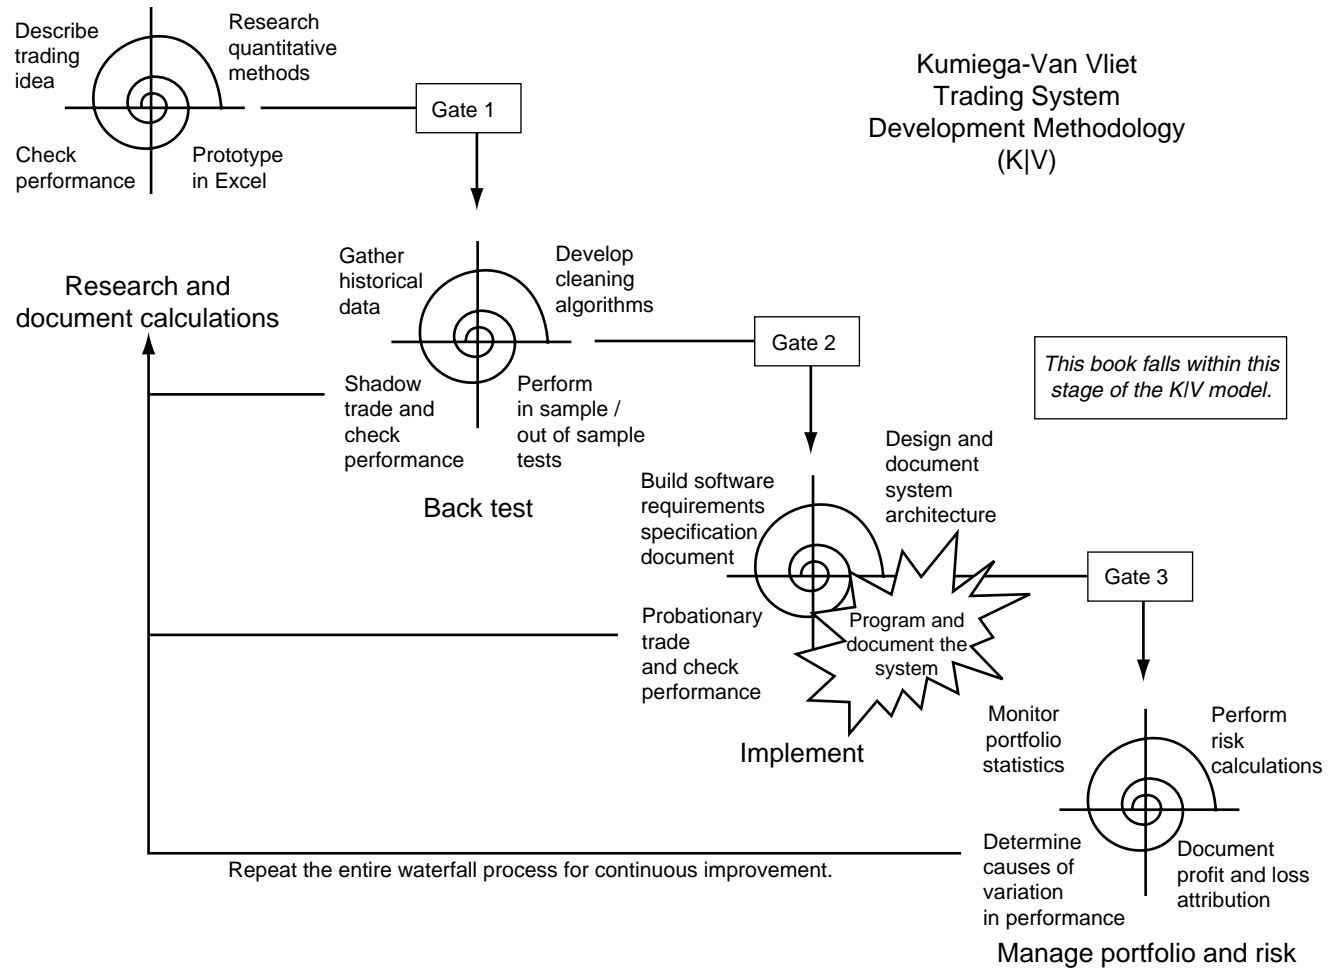 Describe
trading
idea
Research
quantitative
methods
Check
performance
Prototype
in Excel
Gate 1
Kumiega-Van Vliet
Trading System
Development Methodology
(K|V)
Research and
document calculations
Gather
historical
data
Develop
cleaning
algorithms
Shadow
trade and
check
performance
Perform
in sample /
out of sample
tests
Back test
Gate 2
This book falls within this
stage of the K|V model.
Build software
requirements
specification
document
Design and
document
system
architecture
Probationary
trade
and check
performance
Program and
document the
system
Implement
Gate 3
Monitor
portfolio
statistics
Perform
risk
calculations
Determine
causes of
variation
in performance
Document
profit and loss
attribution
Repeat the entire waterfall process for continuous improvement.
Manage portfolio and risk